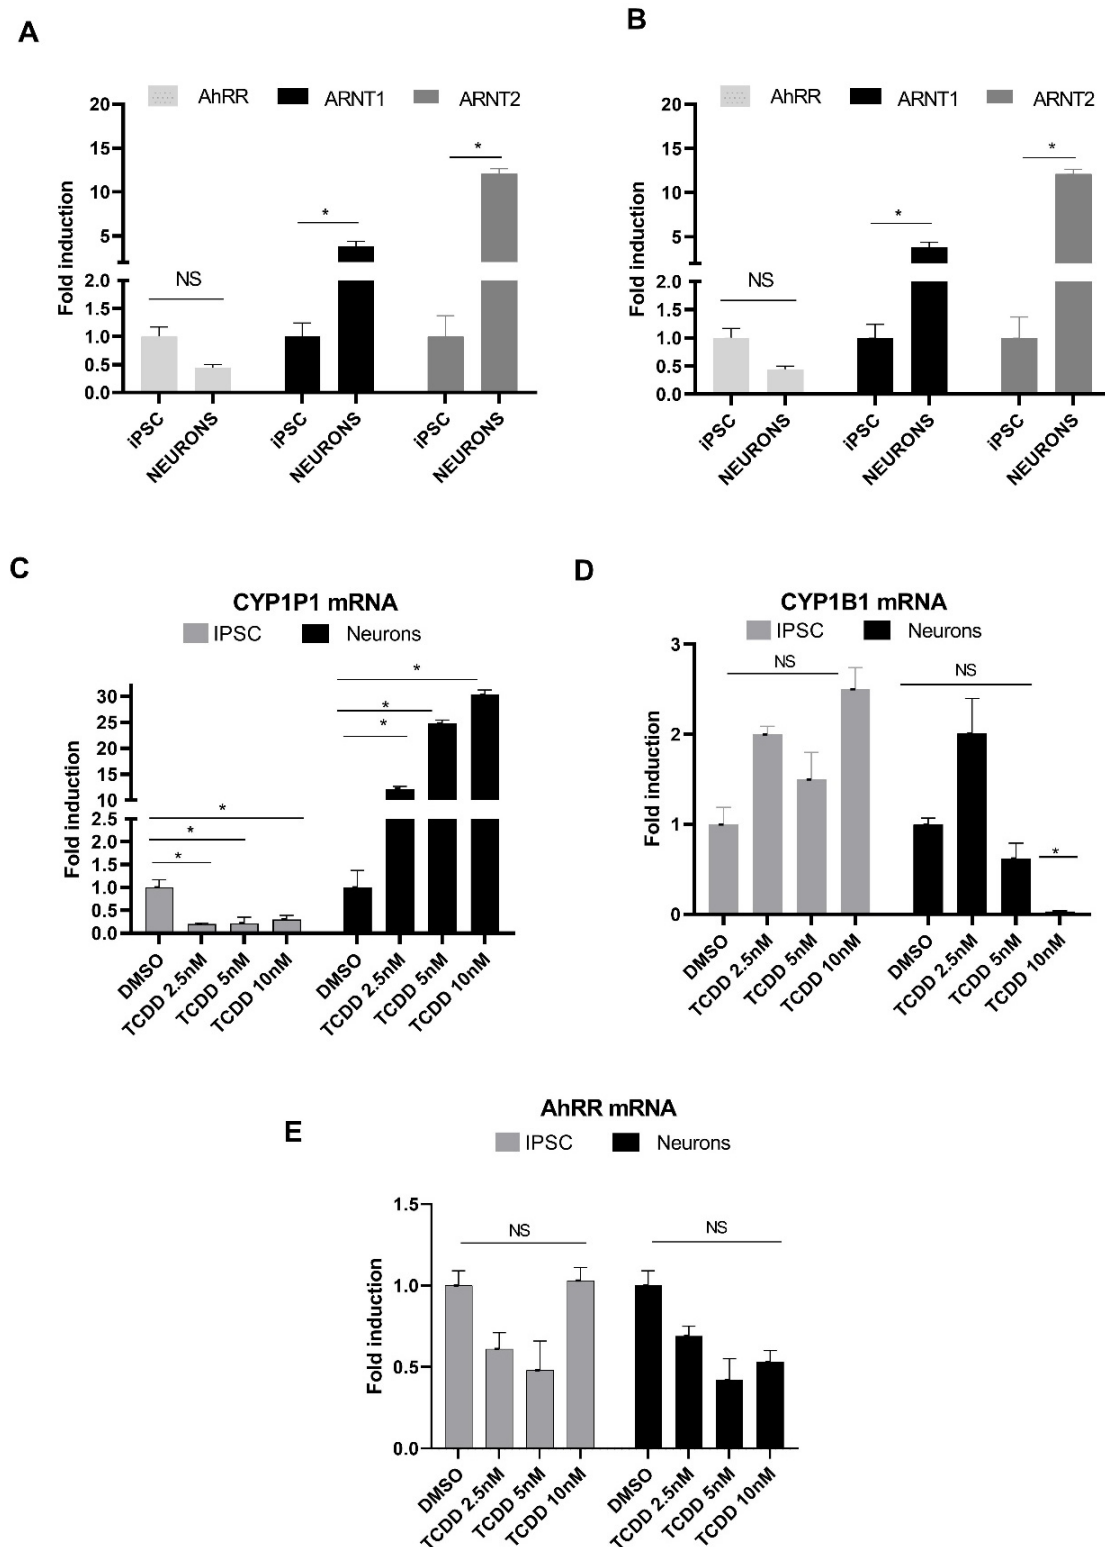 A
B
AhRR ARNT1 ARNT2
20
15
10
5
2.0
1.5
1.0
0.5
0.0
Fold induction
NS
*
*
iPSC
NEURONS
iPSC
NEURONS
iPSC
NEURONS
AhRR ARNT1 ARNT2
20
15
10
5
2.0
1.5
1.0
0.5
0.0
Fold induction
NS
*
*
iPSC
NEURONS
iPSC
NEURONS
iPSC
NEURONS
C
CYP1P1 mRNA
IPSC Neurons
30
25
20
15
10
2.5
2.0
1.5
1.0
0.5
0.0
Fold induction
*
*
*
*
*
*
DMSO
TCDD 2.5nM
TCDD 5nM
TCDD 10nM
DMSO
TCDD 2.5nM
TCDD 5nM
TCDD 10nM
D
CYP1B1 mRNA
IPSC Neurons
3
2
1
0
Fold induction
NS
NS
*
DMSO
TCDD 2.5nM
TCDD 5nM
TCDD 10nM
DMSO
TCDD 2.5nM
TCDD 5nM
TCDD 10nM
E
AhRR mRNA
IPSC Neurons
1.5
1.0
0.5
0.0
Fold induction
NS
NS
DMSO
TCDD 2.5nM
TCDD 5nM
TCDD 10nM
DMSO
TCDD 2.5nM
TCDD 5nM
TCDD 10nM